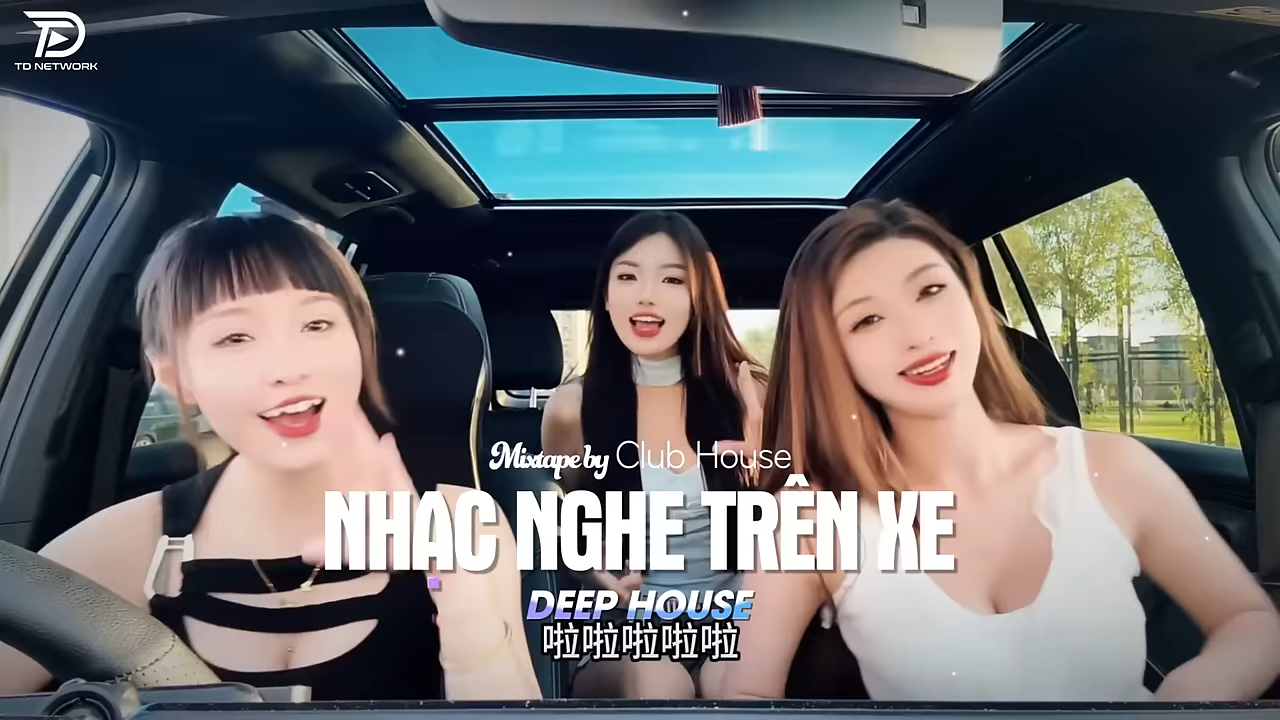 TD NETWORK
Mixtape by Club House
NHẠC NGHE TRÊN XE
DEEP HOUSE
啦啦啦啦啦